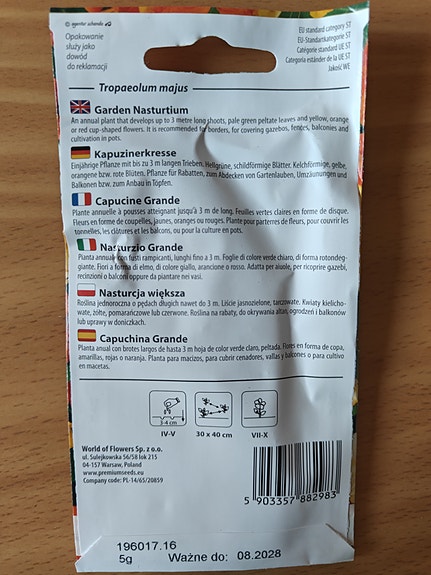 © agentur schanda
Opakowanie
służy jako
dowód
do reklamacji
EU standard category ST
EU-Standartkategorie ST
Catégorie standard UE ST
Categoría estánder de la UE ST
Jakość WE
Tropaeolum majus
Garden Nasturtium
An annual plant that develops up to 3 metre long shoots, pale green peltate leaves and yellow, orange
or red cup-shaped flowers. It is recommended for borders, for covering gazebos, fences, balconies and
cultivation in pots.
Kapuzinerkresse
Einjährige Pflanze mit bis zu 3 m langen Trieben. Hellgrüne, schildförmige Blätter. Kelchförmige, gelbe,
orangene bzw. rote Blüten. Pflanze für Rabatten, zum Abdecken von Gartenlauben, Umzäunungen und
Balkonen bzw. zum Anbau in Töpfen.
Capucine Grande
Plante annuelle à pousses atteignant jusqu'à 3 m de long. Feuilles vertes claires en forme de disque.
Fleurs en forme de coupelles, jaunes, oranges ou rouges. Plante pour parterres de fleurs, pour couvrir les
tonnelles, les clôtures et les balcons, ou pour la culture en pots.
Nasturzio Grande
Pianta annuale con fusti rampicanti, lunghi fino a 3 m. Foglie di colore verde chiaro, di forma rotondeg-
giante. Fiori a forma di elmo, di colore giallo, arancione o rosso. Adatta per aiuole, per ricoprire gazebi,
recinzioni o balconi oppure da piantare nei vasi.
Nasturcja większa
Roślina jednoroczna o pędach długich nawet do 3 m. Liście jasnozielone, tarczowate. Kwiaty kielicho-
wate, żółte, pomarańczowe lub czerwone. Roślina na rabaty, do okrywania altan, ogrodzeń i balkonów
lub uprawy w doniczkach.
Capuchina Grande
Planta anual con brotes largos de hasta 3 m hoja de color verde claro, peltada. Flores en forma de copa,
amarillas, rojas o naranja. Planta para macizos, para cubrir cenadores, vallas y balcones o para cultivo
en macetas.
3-4 cm
IV-V
30 x 40 cm
VII-X
World of Flowers Sp. z o.o.
ul. Sulejkowska 56/58 lok 215
04-157 Warsaw, Poland
www.premiumseeds.eu
Company code: PL-14/65/20859
5 903357 882983
196017.16
5g Ważne do: 08.2028